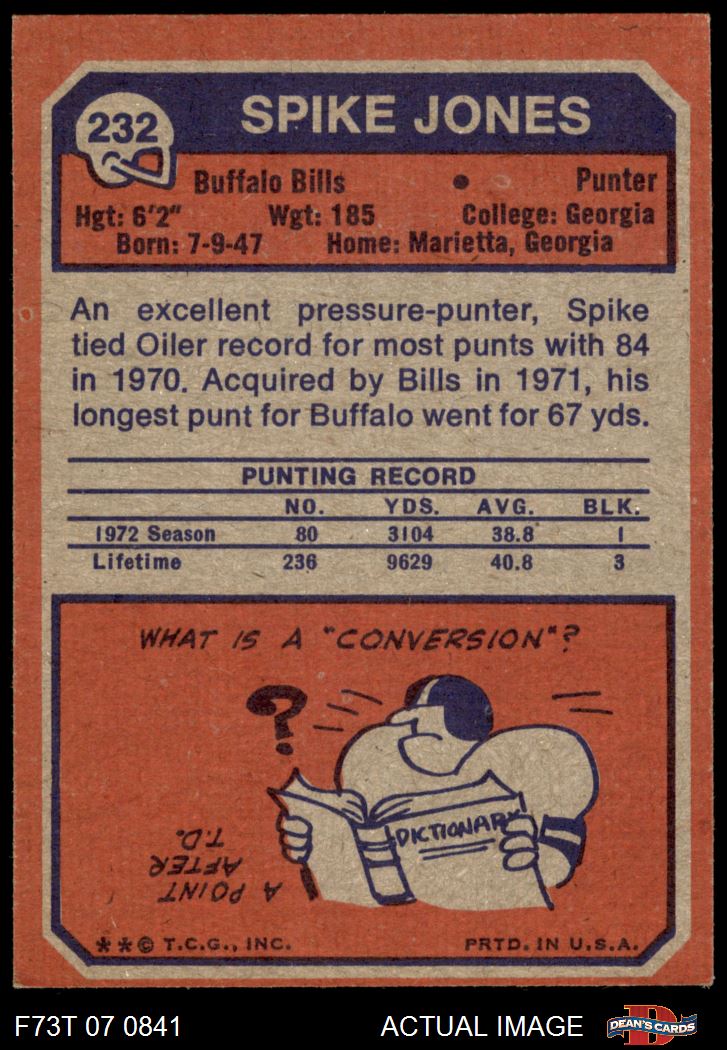 232
SPIKE JONES
Buffalo Bills • Punter
Hgt: 6'2" Wgt: 185 College: Georgia
Born: 7-9-47 Home: Marietta, Georgia
An excellent pressure-punter, Spike
tied Oiler record for most punts with 84
in 1970. Acquired by Bills in 1971, his
longest punt for Buffalo went for 67 yds.
PUNTING RECORD
NO. YDS. AVG. BLK.
1972 Season 80 3104 38.8 1
Lifetime 236 9629 40.8 3
WHAT IS A "CONVERSION"?
?
DICTIONARY
A POINT
AFTER
T.D.
**© T.C.G., INC. PRTD. IN U.S.A.
F73T 07 0841 ACTUAL IMAGE
D
DEAN'S CARDS